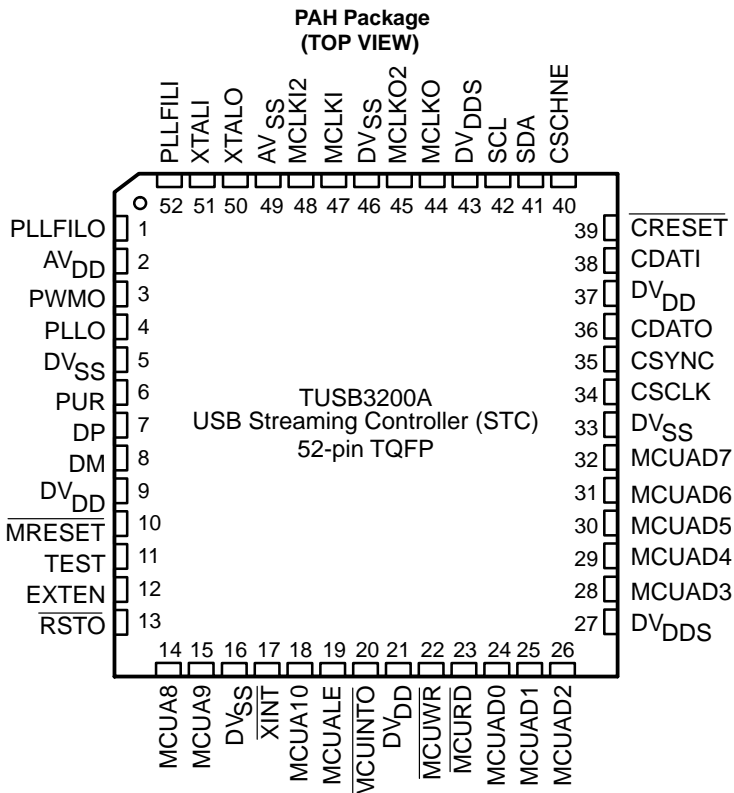 PAH Package
(TOP VIEW)
PLLFILI
XTALI
XTALO
AVSS
MCLKI2
MCLKI
DVSS
MCLKO2
MCLKO
DVDDS
SCL
SDA
CSCHNE
52 51 50 49 48 47 46 45 44 43 42 41 40
PLLFILO 1
AVDD 2
PWMO 3
PLLO 4
DVSS 5
PUR 6
DP 7
DM 8
DVDD 9
MRESET 10
TEST 11
EXTEN 12
RSTO 13
TUSB3200A
USB Streaming Controller (STC)
52-pin TQFP
39 CRESET
38 CDATI
37 DVDD
36 CDATO
35 CSYNC
34 CSCLK
33 DVSS
32 MCUAD7
31 MCUAD6
30 MCUAD5
29 MCUAD4
28 MCUAD3
27 DVDDS
14 15 16 17 18 19 20 21 22 23 24 25 26
MCUA8
MCUA9
DVSS
XINT
MCUA10
MCUALE
MCUINTO
DVDD
MCUWR
MCURD
MCUAD0
MCUAD1
MCUAD2